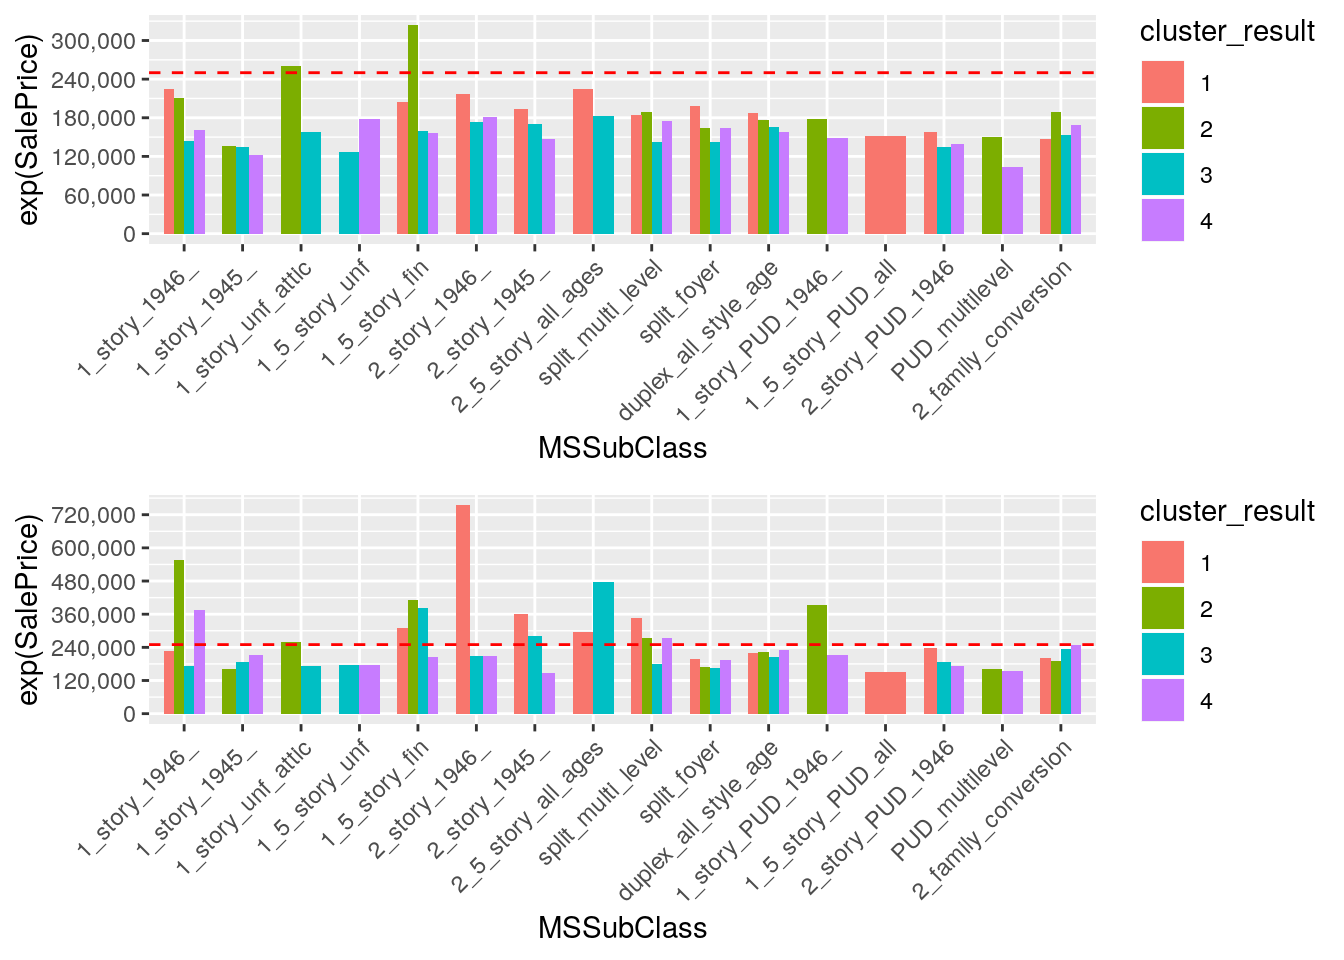 exp(SalePrice)
300,000
240,000
180,000
120,000
60,000
0
1_story_1946_
1_story_1945_
1_story_unf_attic
1_5_story_unf
1_5_story_fin
2_story_1946_
2_story_1945_
2_5_story_all_ages
split_multi_level
split_foyer
duplex_all_style_age
1_story_PUD_1946_
1_5_story_PUD_all
2_story_PUD_1946
PUD_multilevel
2_family_conversion
MSSubClass
cluster_result
1
2
3
4
exp(SalePrice)
720,000
600,000
480,000
360,000
240,000
120,000
0
1_story_1946_
1_story_1945_
1_story_unf_attic
1_5_story_unf
1_5_story_fin
2_story_1946_
2_story_1945_
2_5_story_all_ages
split_multi_level
split_foyer
duplex_all_style_age
1_story_PUD_1946_
1_5_story_PUD_all
2_story_PUD_1946
PUD_multilevel
2_family_conversion
MSSubClass
cluster_result
1
2
3
4